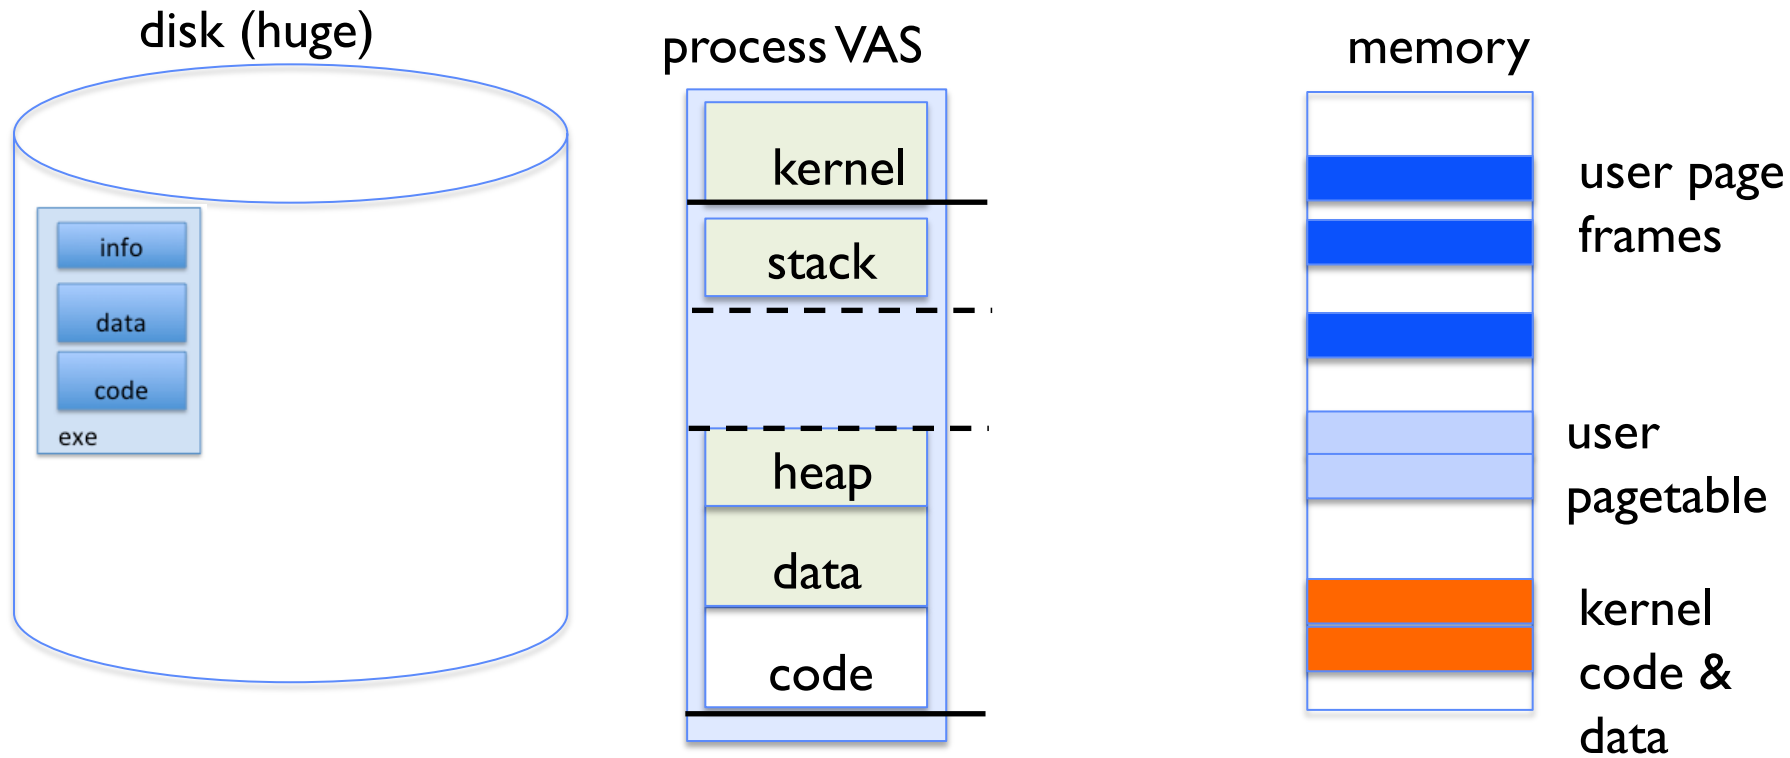 disk (huge)
info
data
code
exe
process VAS
kernel
stack
heap
data
code
memory
user page
frames
user
pagetable
kernel
code &
data